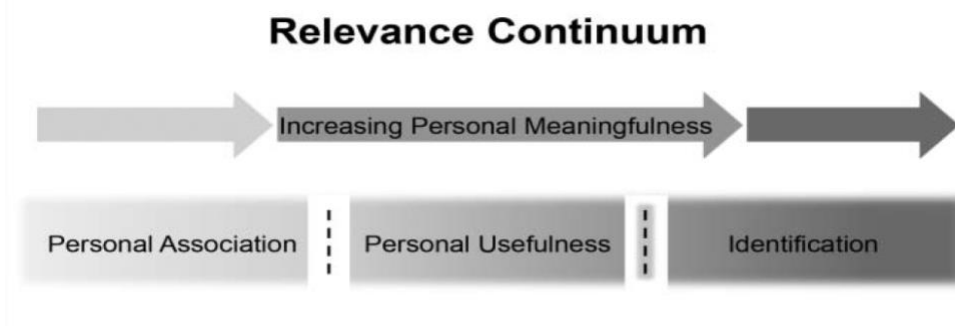 Relevance Continuum
Increasing Personal Meaningfulness
Personal Association
Personal Usefulness
Identification